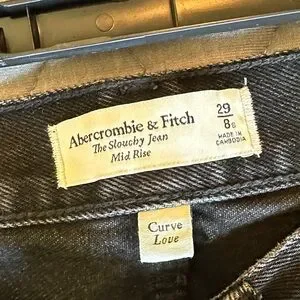 Abercrombie & Fitch
The Slouchy Jean
Mid Rise
29
8S
MADE IN
CAMBODIA
Curve
Love